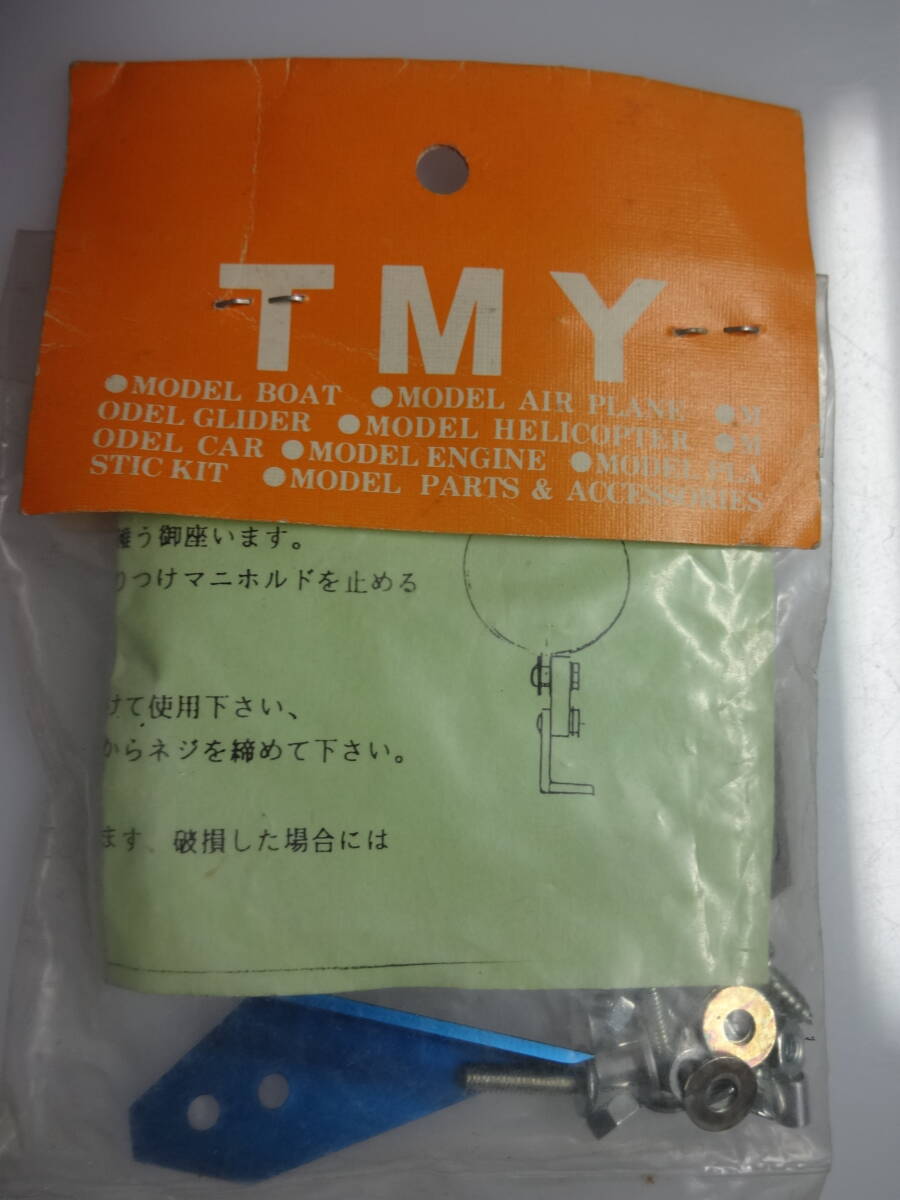 TMY
●MODEL BOAT ●MODEL AIR PLANE ●M
ODEL GLIDER ●MODEL HELICOPTER ●M
ODEL CAR ●MODEL ENGINE ●MODEL PLA
STIC KIT ●MODEL PARTS & ACCESSORIES
う御座います。
つけマニホルドを止める
けて使用下さい、
からネジを締めて下さい。
ます、破損した場合には